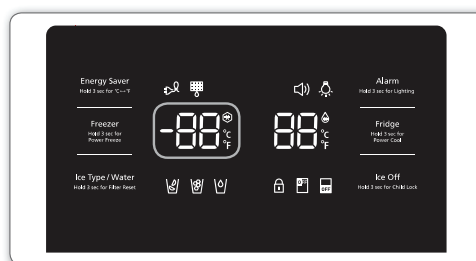 Energy Saver
Hold 3 sec for °C↔°F
Freezer
Hold 3 sec for
Power Freeze
Ice Type / Water
Hold 3 sec for Filter Reset
-88 °C
°F
88 °C
°F
OFF
Alarm
Hold 3 sec for Lighting
Fridge
Hold 3 sec for
Power Cool
Ice Off
Hold 3 sec for Child Lock